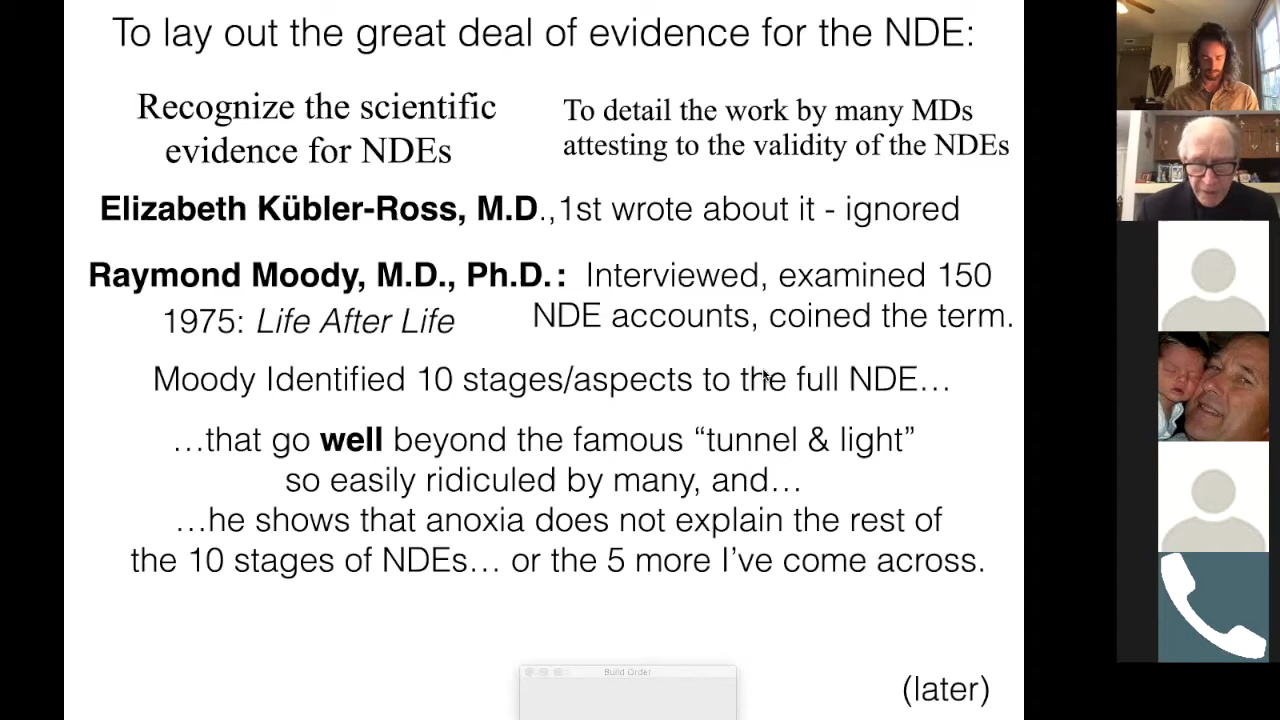 To lay out the great deal of evidence for the NDE:
Recognize the scientific
evidence for NDEs
To detail the work by many MDs
attesting to the validity of the NDEs
Elizabeth Kübler-Ross, M.D.,1st wrote about it - ignored
Raymond Moody, M.D., Ph.D.: Interviewed, examined 150
1975: Life After Life
NDE accounts, coined the term.
Moody Identified 10 stages/aspects to the full NDE…
…that go well beyond the famous “tunnel & light”
so easily ridiculed by many, and…
…he shows that anoxia does not explain the rest of
the 10 stages of NDEs… or the 5 more I’ve come across.
Build Order
(later)